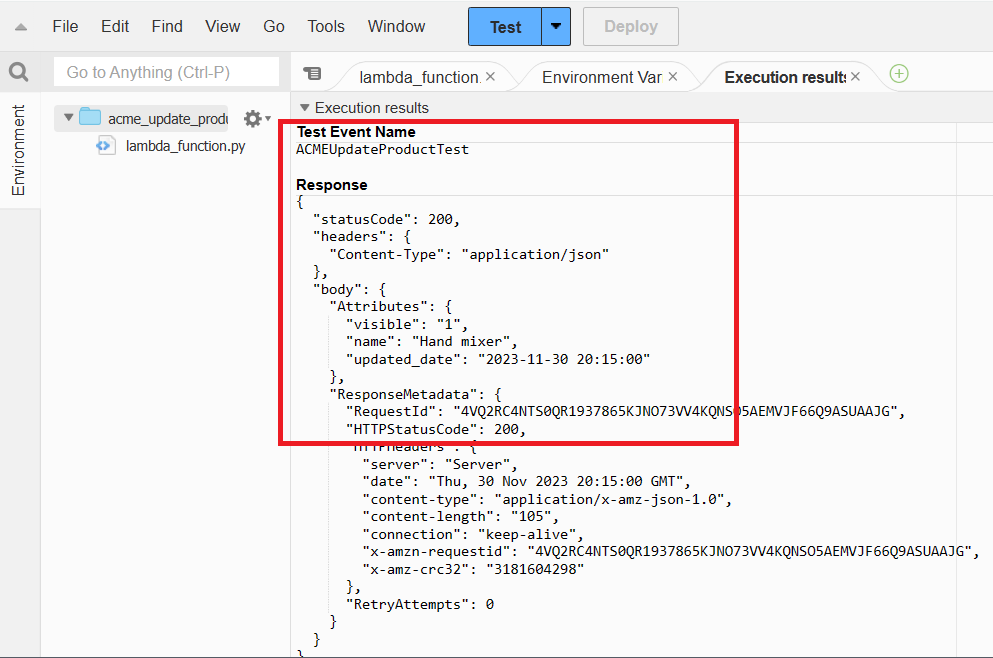 File Edit Find View Go Tools Window Test Deploy
Go to Anything (Ctrl-P)
lambda_function. × Environment Var × Execution results ×
Environment
acme_update_produ
lambda_function.py
Execution results
Test Event Name
ACMEUpdateProductTest
Response
{
"statusCode": 200,
"headers": {
"Content-Type": "application/json"
},
"body": {
"Attributes": {
"visible": "1",
"name": "Hand mixer",
"updated_date": "2023-11-30 20:15:00"
},
"ResponseMetadata": {
"RequestId": "4VQ2RC4NTS0QR1937865KJNO73VV4KQNSO5AEMVJF66Q9ASUAAJG",
"HTTPStatusCode": 200,
"HTTPHeaders": {
"server": "Server",
"date": "Thu, 30 Nov 2023 20:15:00 GMT",
"content-type": "application/x-amz-json-1.0",
"content-length": "105",
"connection": "keep-alive",
"x-amzn-requestid": "4VQ2RC4NTS0QR1937865KJNO73VV4KQNSO5AEMVJF66Q9ASUAAJG",
"x-amz-crc32": "3181604298"
},
"RetryAttempts": 0
}
}
}